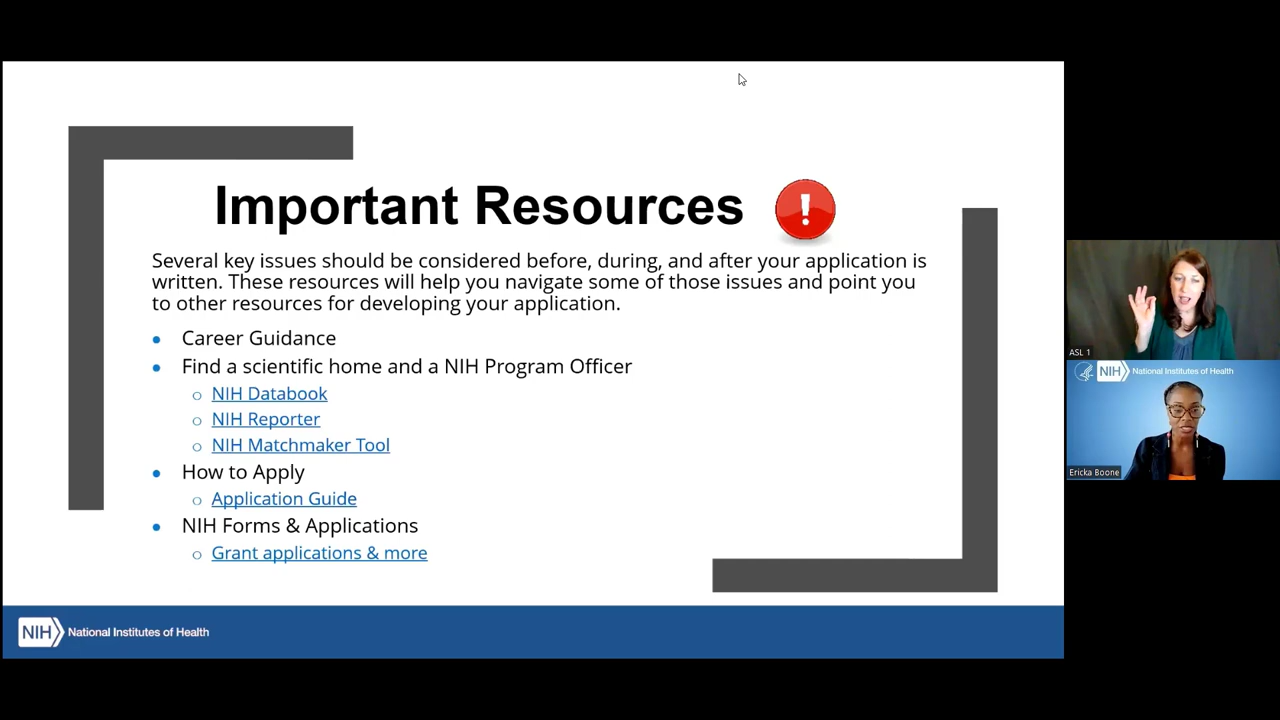 Important Resources
Several key issues should be considered before, during, and after your application is
written. These resources will help you navigate some of those issues and point you
to other resources for developing your application.
Career Guidance
Find a scientific home and a NIH Program Officer
NIH Databook
NIH Reporter
NIH Matchmaker Tool
How to Apply
Application Guide
NIH Forms & Applications
Grant applications & more
NIH National Institutes of Health
ASL 1
NIH National Institutes of Health
Ericka Boone